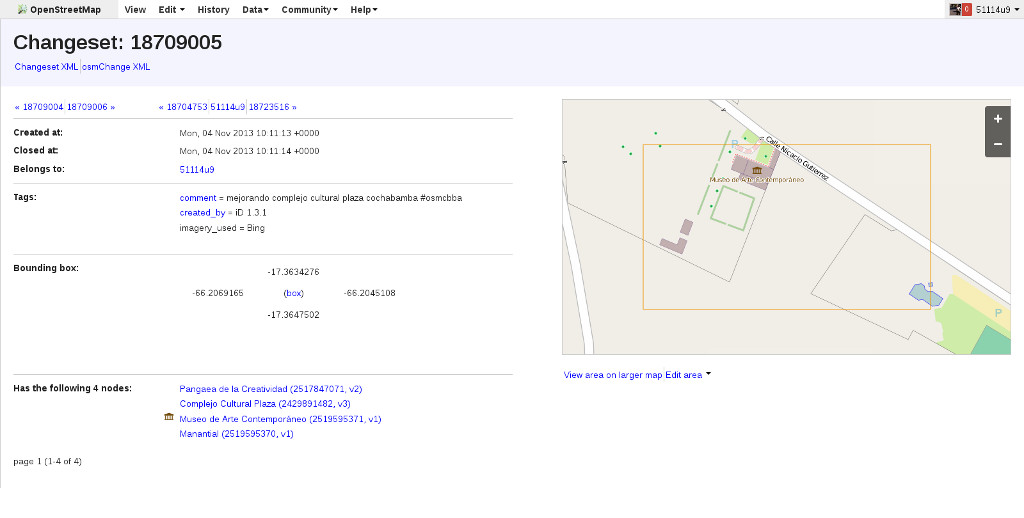 OpenStreetMap View Edit History Data Community Help 0 51114u9
Changeset: 18709005
Changeset XML osmChange XML
« 18709004 18709006 » « 18704753 51114u9 18723516 »
Created at: Mon, 04 Nov 2013 10:11:13 +0000
Closed at: Mon, 04 Nov 2013 10:11:14 +0000
Belongs to: 51114u9
Tags: comment = mejorando complejo cultural plaza cochabamba #osmcbba
created_by = iD 1.3.1
imagery_used = Bing
Bounding box: -17.3634276
-66.2069165 (box) -66.2045108
-17.3647502
Has the following 4 nodes: Pangaea de la Creatividad (2517847071, v2)
Complejo Cultural Plaza (2429891482, v3)
Museo de Arte Contemporáneo (2519595371, v1)
Manantial (2519595370, v1)
page 1 (1-4 of 4)
+
−
P
Calle Nicacio Gutierrez
Museo de Arte Contemporáneo
P
View area on larger map Edit area